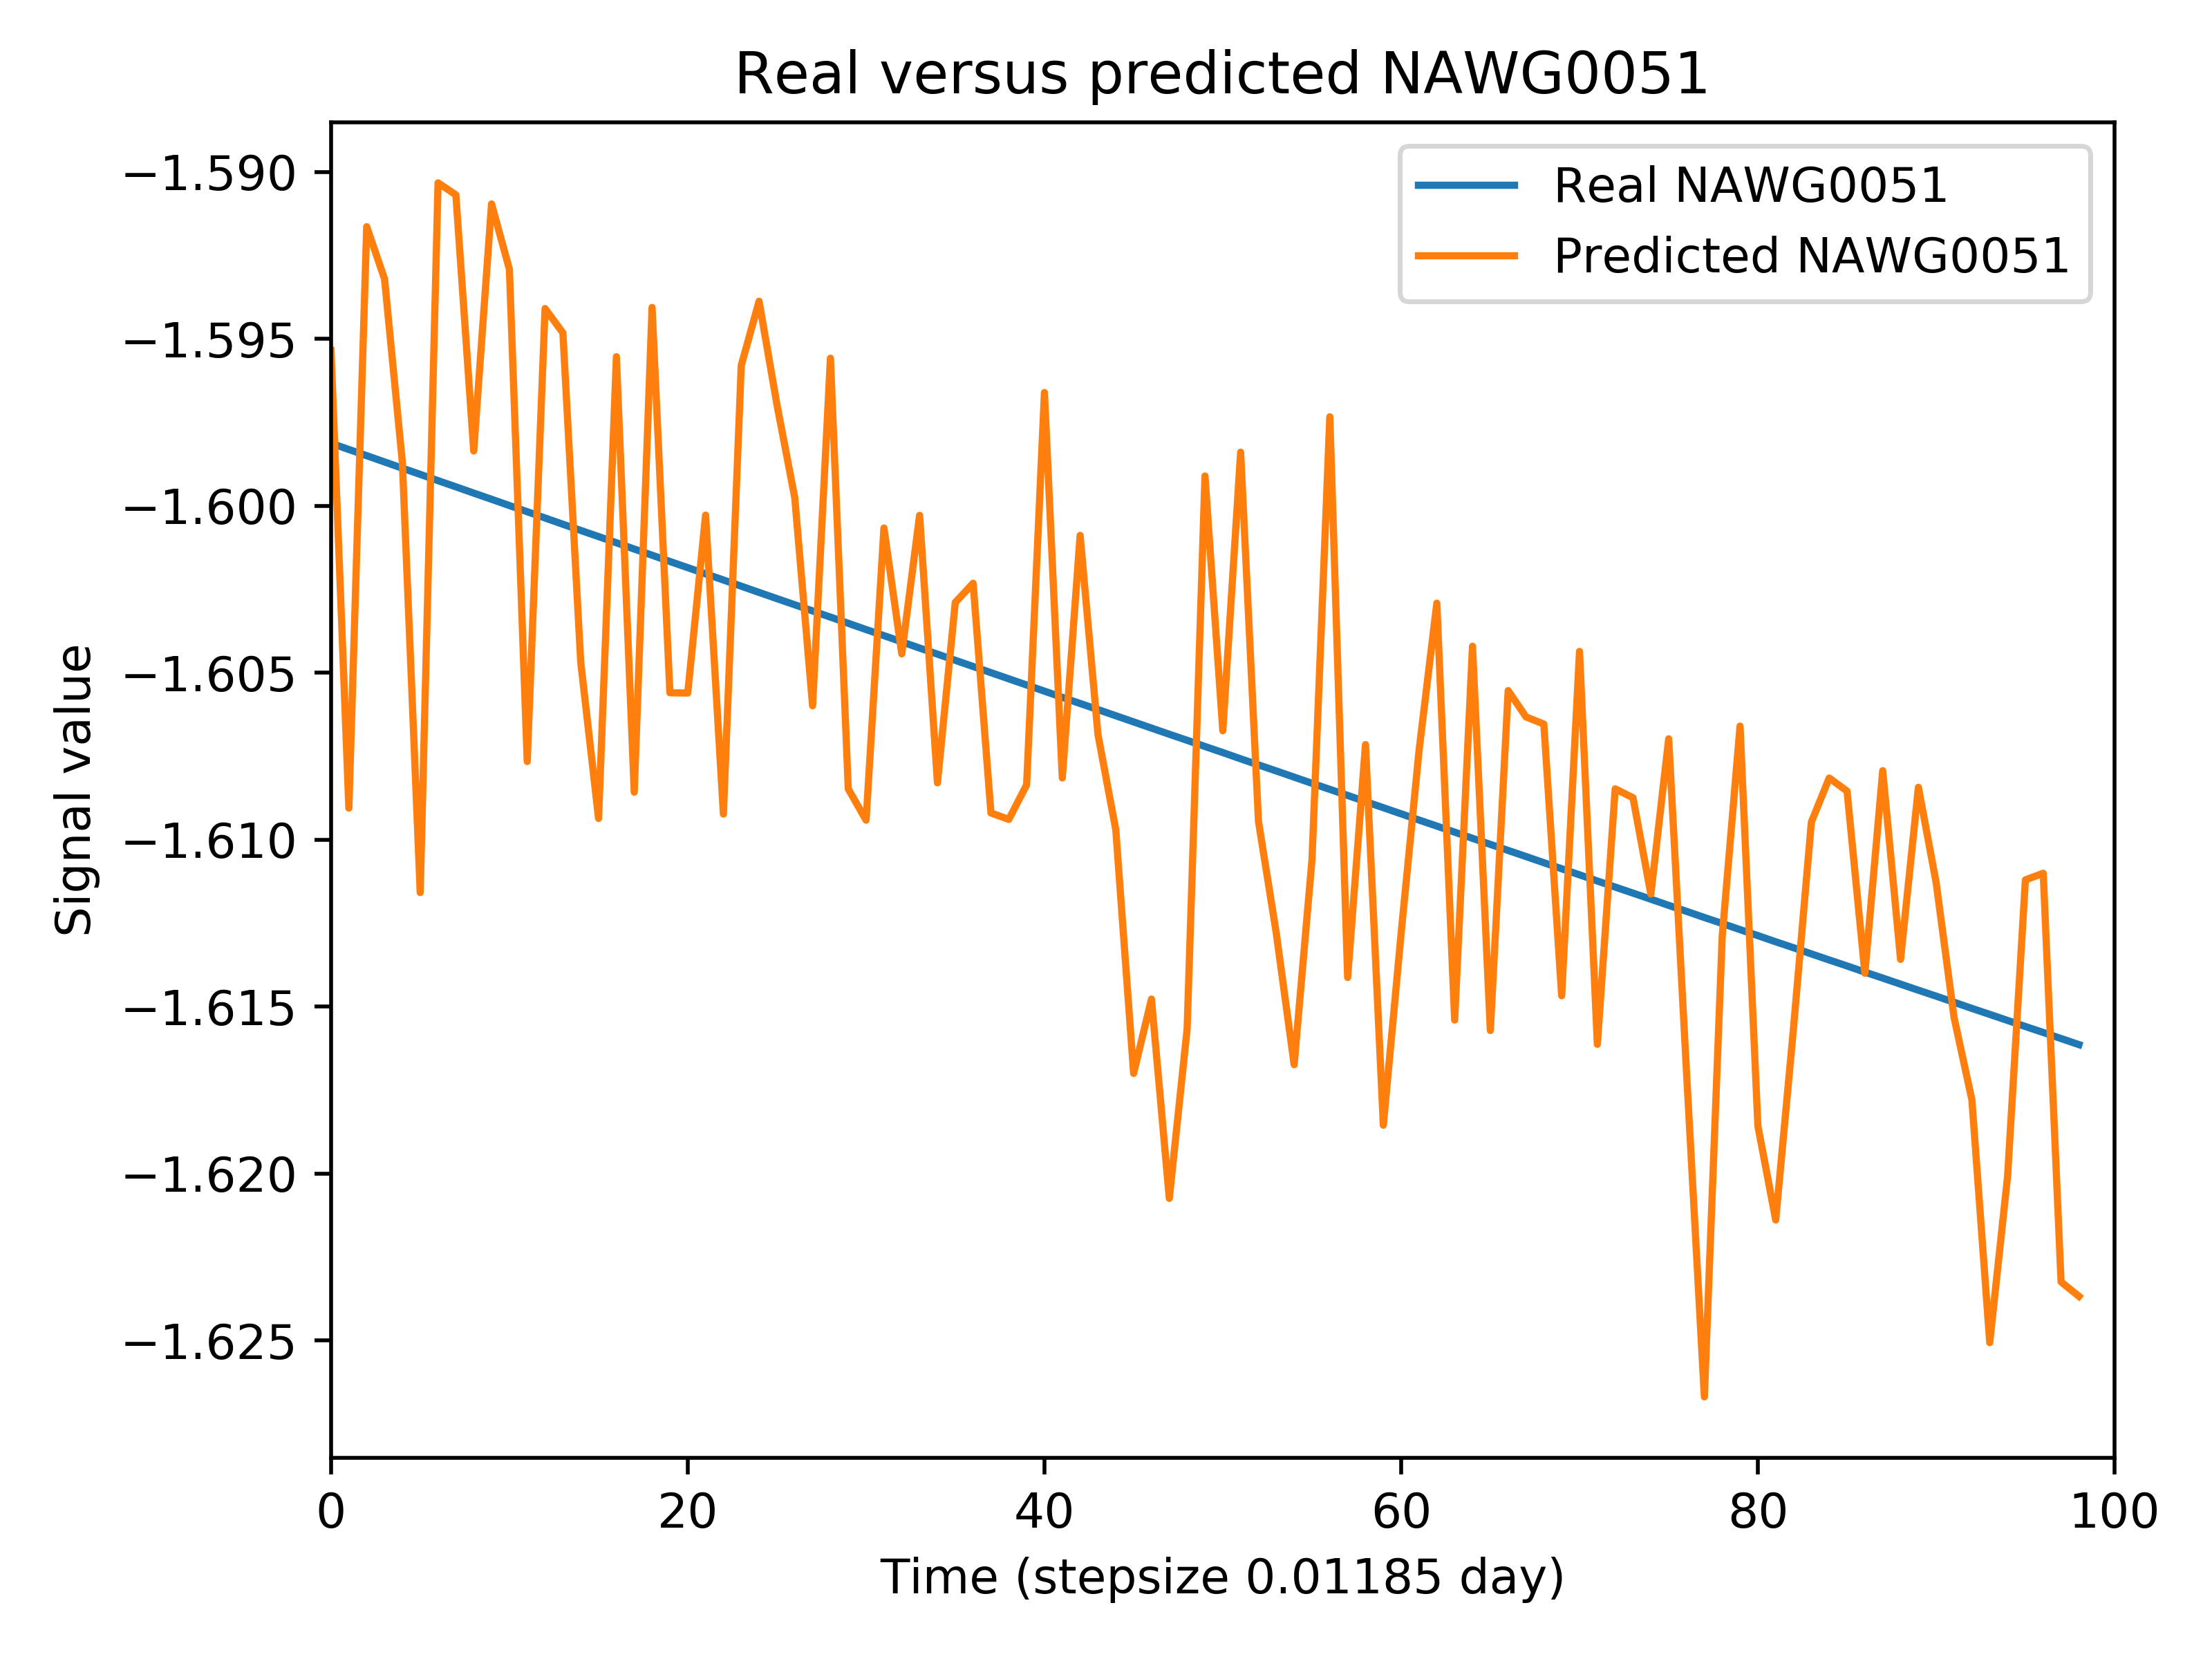 Real versus predicted NAWG0051
Real NAWG0051
Predicted NAWG0051
−1.590
−1.595
−1.600
−1.605
−1.610
−1.615
−1.620
−1.625
Signal value
0 20 40 60 80 100
Time (stepsize 0.01185 day)